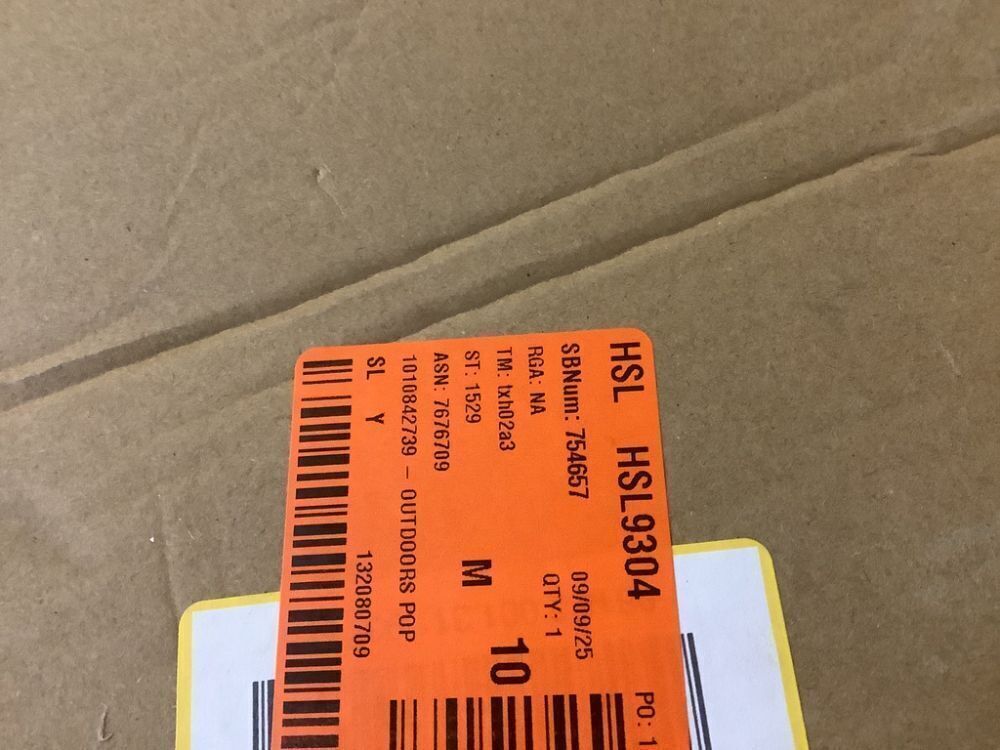 HSL HSL9304 PO: 1
SBNum: 754657 09/09/25
RGA: NA QTY: 1
TM: txh02a3 10
ST: 1529 M
ASN: 7676709
1010842739 - OUTDOORS POP
SL Y 132080709